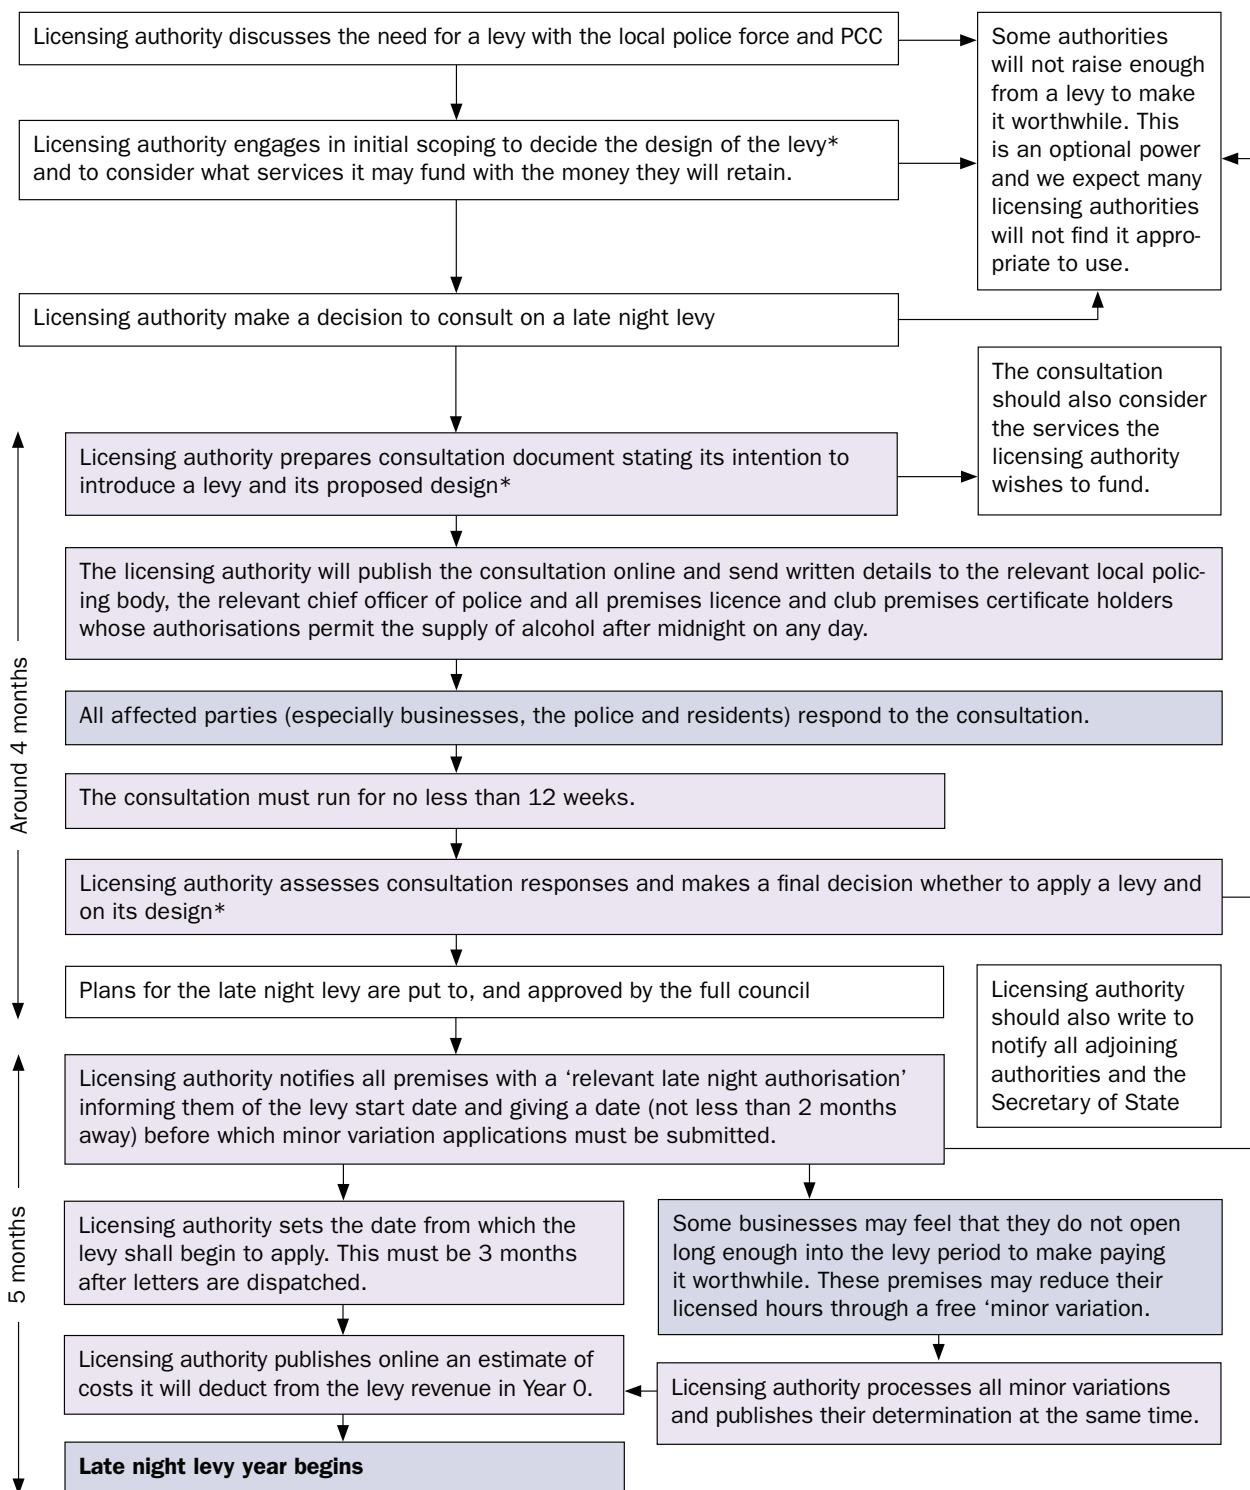 Licensing authority discusses the need for a levy with the local police force and PCC
Some authorities
will not raise enough
from a levy to make
it worthwhile. This
is an optional power
and we expect many
licensing authorities
will not find it appro-
priate to use.
Licensing authority engages in initial scoping to decide the design of the levy*
and to consider what services it may fund with the money they will retain.
Licensing authority make a decision to consult on a late night levy
The consultation
should also consider
the services the
licensing authority
wishes to fund.
Around 4 months
Licensing authority prepares consultation document stating its intention to
introduce a levy and its proposed design*
The licensing authority will publish the consultation online and send written details to the relevant local polic-
ing body, the relevant chief officer of police and all premises licence and club premises certificate holders
whose authorisations permit the supply of alcohol after midnight on any day.
All affected parties (especially businesses, the police and residents) respond to the consultation.
The consultation must run for no less than 12 weeks.
Licensing authority assesses consultation responses and makes a final decision whether to apply a levy and
on its design*
Plans for the late night levy are put to, and approved by the full council
Licensing authority
should also write to
notify all adjoining
authorities and the
Secretary of State
5 months
Licensing authority notifies all premises with a ‘relevant late night authorisation’
informing them of the levy start date and giving a date (not less than 2 months
away) before which minor variation applications must be submitted.
Licensing authority sets the date from which the
levy shall begin to apply. This must be 3 months
after letters are dispatched.
Some businesses may feel that they do not open
long enough into the levy period to make paying
it worthwhile. These premises may reduce their
licensed hours through a free ‘minor variation.
Licensing authority publishes online an estimate of
costs it will deduct from the levy revenue in Year 0.
Licensing authority processes all minor variations
and publishes their determination at the same time.
Late night levy year begins